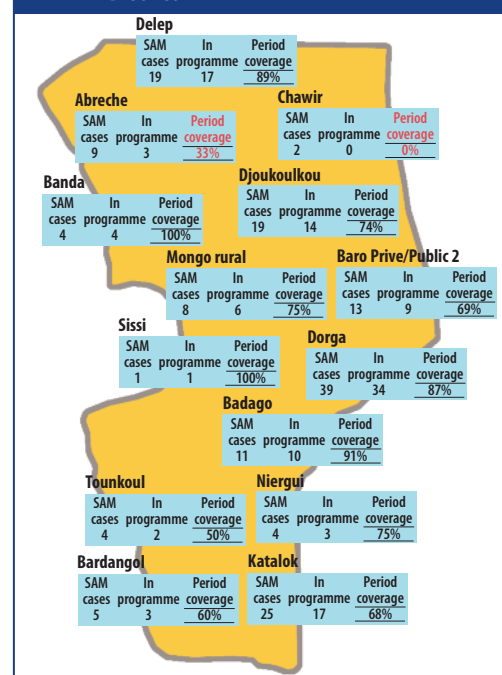 Delep
SAM In Period
cases programme coverage
19 17 89%
Abreche
SAM In Period
cases programme coverage
9 3 33%
Chawir
SAM In Period
cases programme coverage
2 0 0%
Banda
SAM In Period
cases programme coverage
4 4 100%
Djoukoulkou
SAM In Period
cases programme coverage
19 14 74%
Mongo rural
SAM In Period
cases programme coverage
8 6 75%
Baro Prive/Public 2
SAM In Period
cases programme coverage
13 9 69%
Sissi
SAM In Period
cases programme coverage
1 1 100%
Dorga
SAM In Period
cases programme coverage
39 34 87%
Badago
SAM In Period
cases programme coverage
11 10 91%
Tounkoul
SAM In Period
cases programme coverage
4 2 50%
Niergui
SAM In Period
cases programme coverage
4 3 75%
Bardangol
SAM In Period
cases programme coverage
5 3 60%
Katalok
SAM In Period
cases programme coverage
25 17 68%